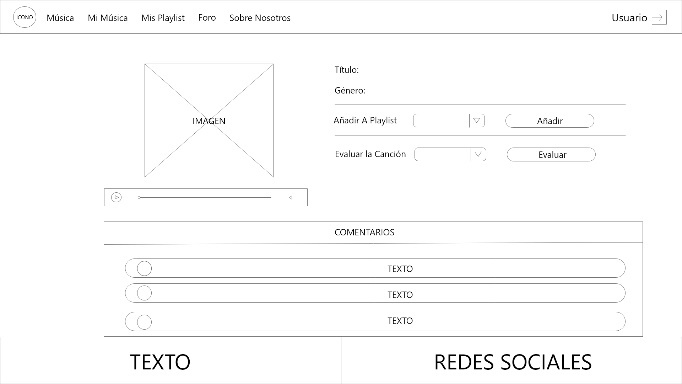 ICONO Música Mi Música Mis Playlist Foro Sobre Nosotros Usuario
Título:
Género:
IMAGEN
Añadir A Playlist Añadir
Evaluar la Canción Evaluar
COMENTARIOS
TEXTO
TEXTO
TEXTO
TEXTO REDES SOCIALES